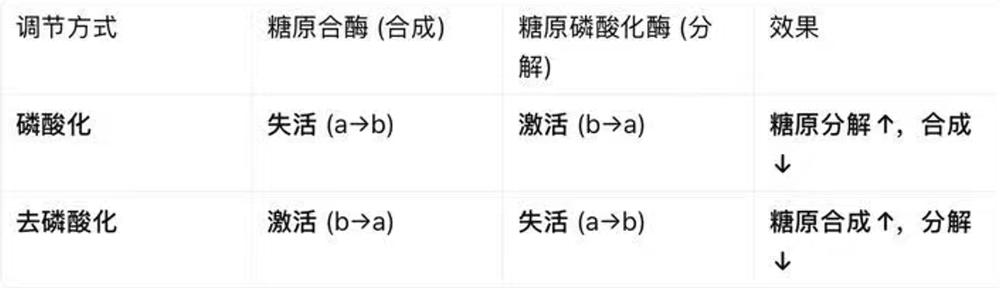 调节方式 糖原合酶 (合成) 糖原磷酸化酶 (分解) 效果
磷酸化 失活 (a→b) 激活 (b→a) 糖原分解↑，合成↓
去磷酸化 激活 (b→a) 失活 (a→b) 糖原合成↑，分解↓